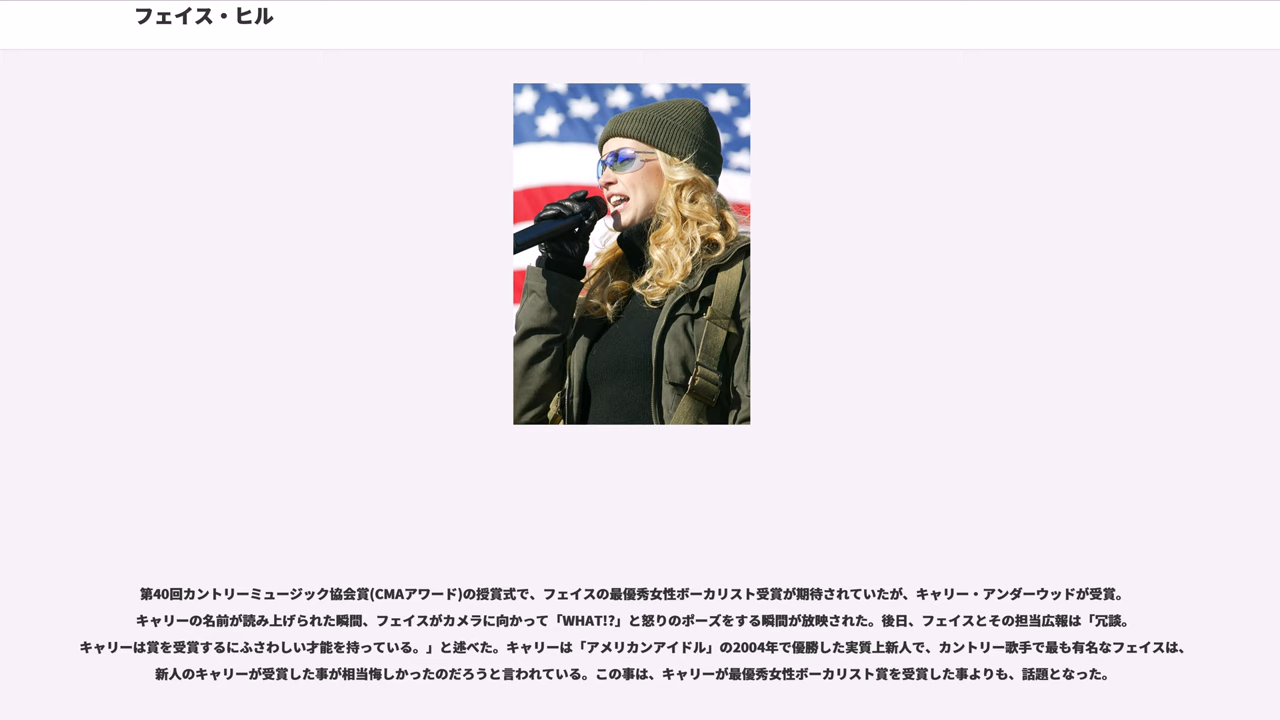 フェイス・ヒル
第40回カントリーミュージック協会賞(CMAアワード)の授賞式で、フェイスの最優秀女性ボーカリスト受賞が期待されていたが、キャリー・アンダーウッドが受賞。
キャリーの名前が読み上げられた瞬間、フェイスがカメラに向かって「WHAT!?」と怒りのポーズをする瞬間が放映された。後日、フェイスとその担当広報は「冗談。
キャリーは賞を受賞するにふさわしい才能を持っている。」と述べた。キャリーは「アメリカンアイドル」の2004年で優勝した実質上新人で、カントリー歌手で最も有名なフェイスは、
新人のキャリーが受賞した事が相当悔しかったのだろうと言われている。この事は、キャリーが最優秀女性ボーカリスト賞を受賞した事よりも、話題となった。